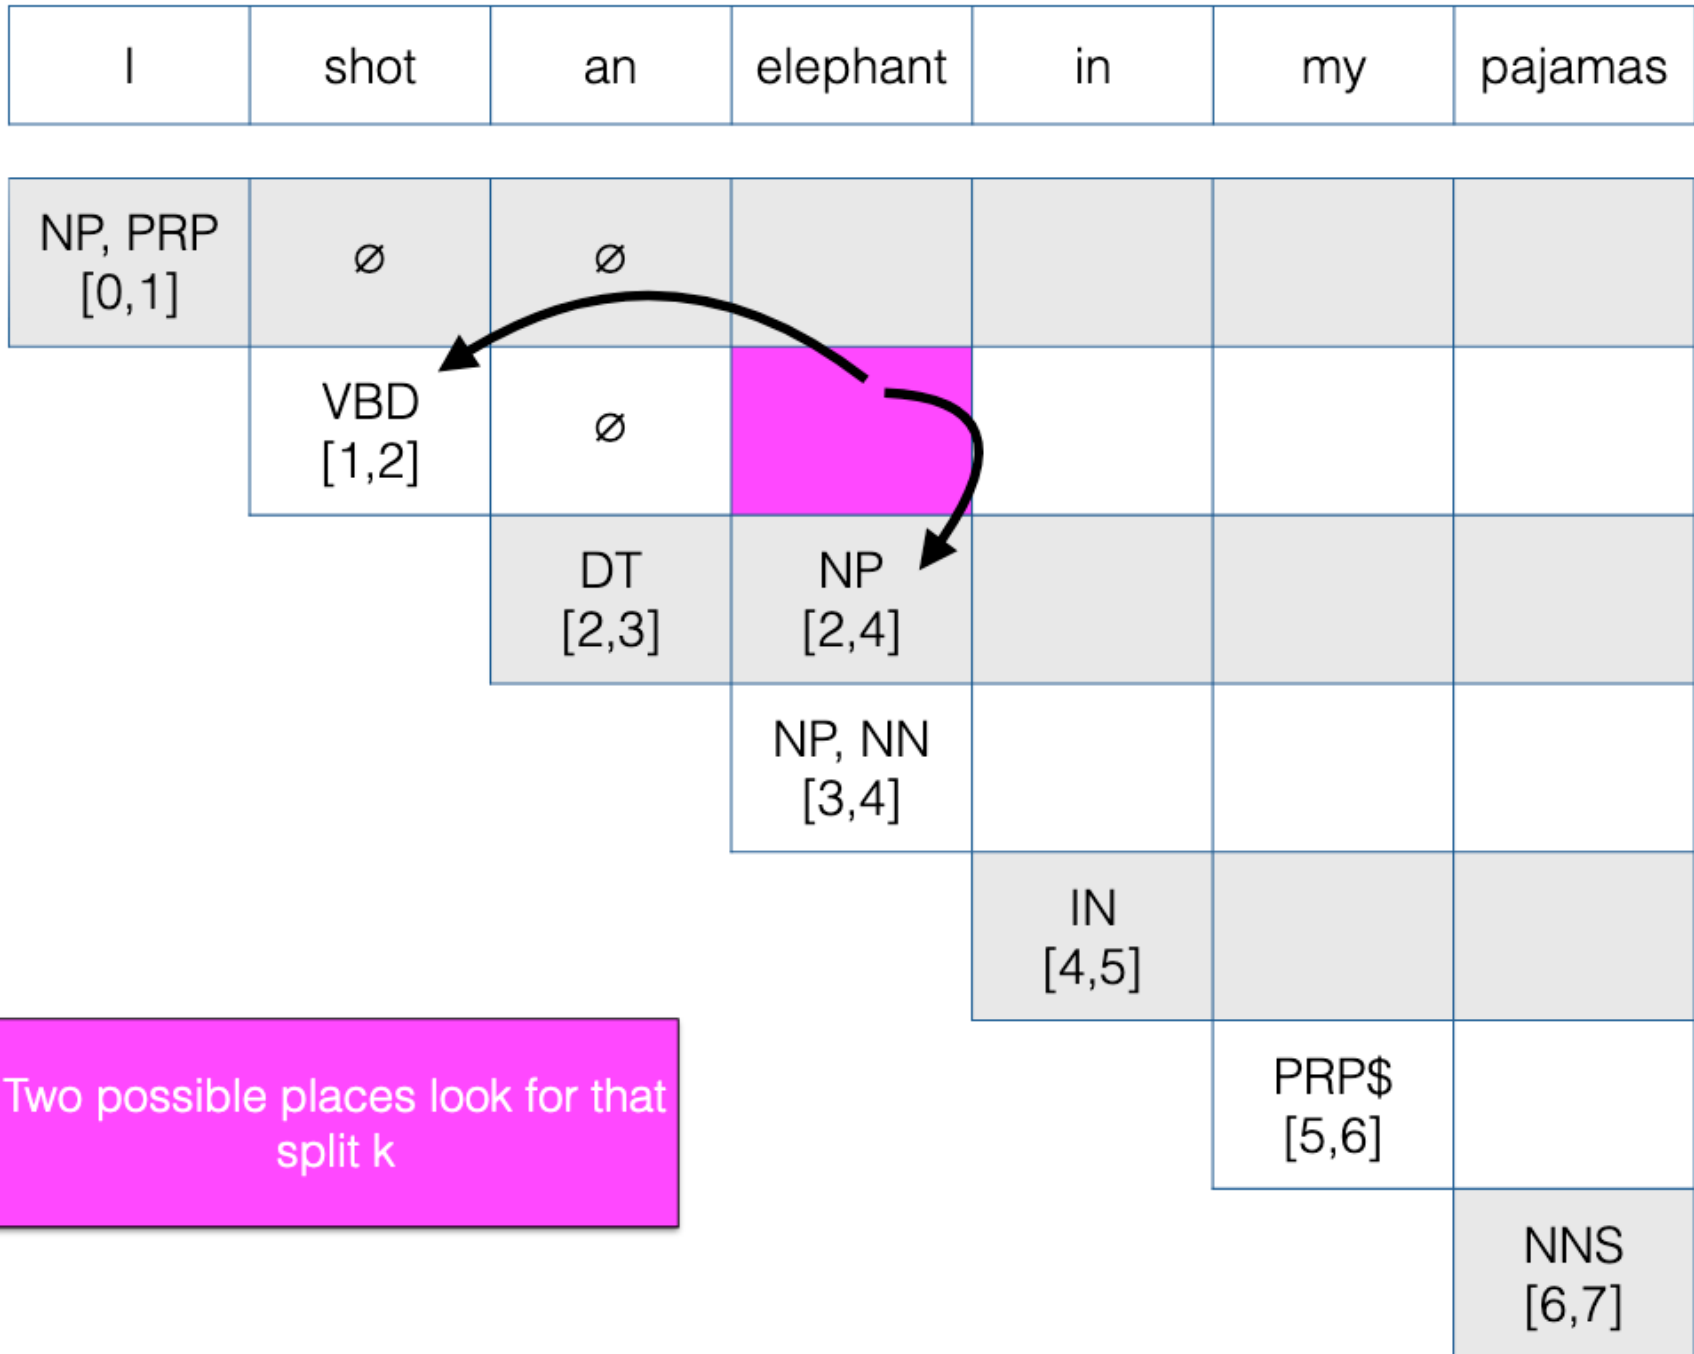 I shot an elephant in my pajamas
NP, PRP
[0,1]
∅
∅
VBD
[1,2]
∅
DT
[2,3]
NP
[2,4]
NP, NN
[3,4]
IN
[4,5]
Two possible places look for that
split k
PRP$
[5,6]
NNS
[6,7]